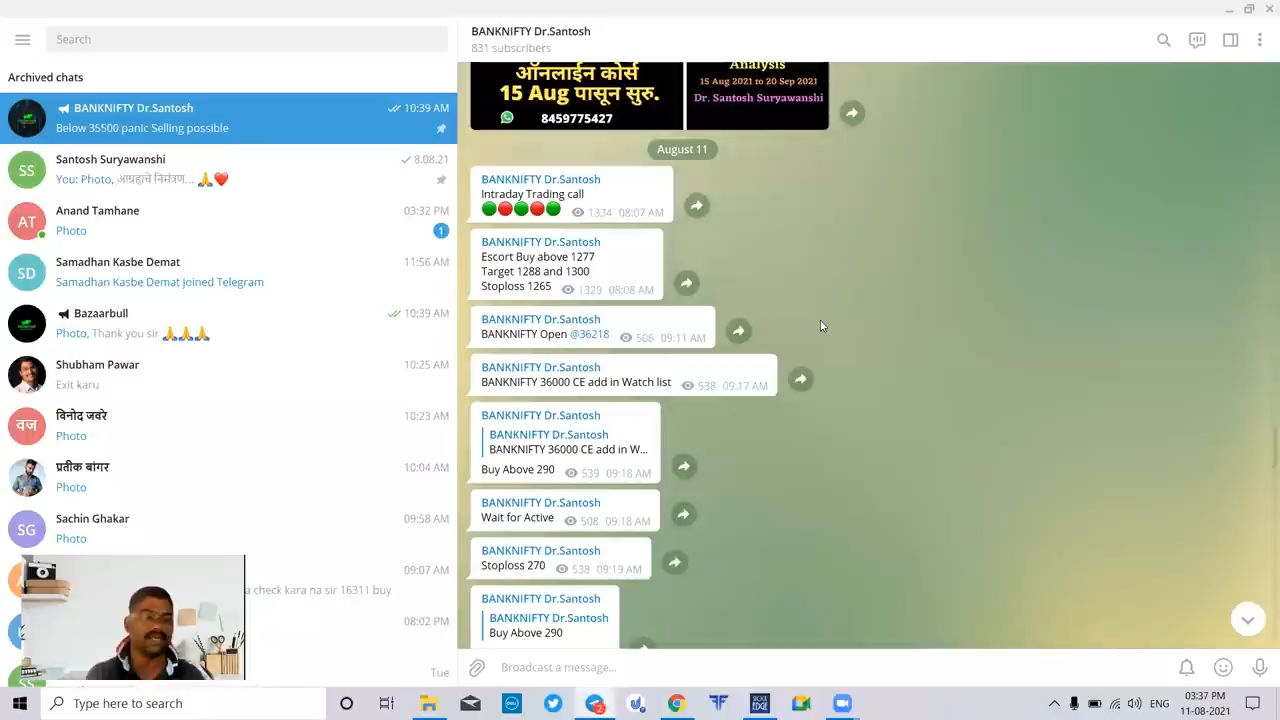 Search
Archived chats
BANKNIFTY Dr.Santosh
10:39 AM
Below 35500 panic Selling possible
SS
Santosh Suryawanshi
8.08.21
You: Photo, आग्रहाचे निमंत्रण... 🙏❤️
AT
Anand Tamhane
03:32 PM
Photo
1
SD
Samadhan Kasbe Demat
11:56 AM
Samadhan Kasbe Demat joined Telegram
Bazaarbull
10:39 AM
Photo, Thank you sir 🙏🙏🙏
Shubham Pawar
10:25 AM
Exit karu
वज
विनोद जवरे
10:23 AM
Photo
प्रतीक बांगर
10:04 AM
Photo
SG
Sachin Ghakar
09:58 AM
Photo
09:07 AM
a check kara na sir 16311 buy
08:02 PM
Tue
BANKNIFTY Dr.Santosh
831 subscribers
ऑनलाईन कोर्स
15 Aug पासून सुरु.
8459775427
Analysis
15 Aug 2021 to 20 Sep 2021
Dr. Santosh Suryawanshi
August 11
BANKNIFTY Dr.Santosh
Intraday Trading call
🟢🔴🟢🔴🟢 1334 08:07 AM
BANKNIFTY Dr.Santosh
Escort Buy above 1277
Target 1288 and 1300
Stoploss 1265 1329 08:08 AM
BANKNIFTY Dr.Santosh
BANKNIFTY Open @36218 506 09:11 AM
BANKNIFTY Dr.Santosh
BANKNIFTY 36000 CE add in Watch list 538 09:17 AM
BANKNIFTY Dr.Santosh
BANKNIFTY Dr.Santosh
BANKNIFTY 36000 CE add in W...
Buy Above 290 539 09:18 AM
BANKNIFTY Dr.Santosh
Wait for Active 508 09:18 AM
BANKNIFTY Dr.Santosh
Stoploss 270 538 09:19 AM
BANKNIFTY Dr.Santosh
BANKNIFTY Dr.Santosh
Buy Above 290
Broadcast a message...
Type here to search
DELL
2
STOCK EDGE
ENG
03:37 PM
11-08-2021